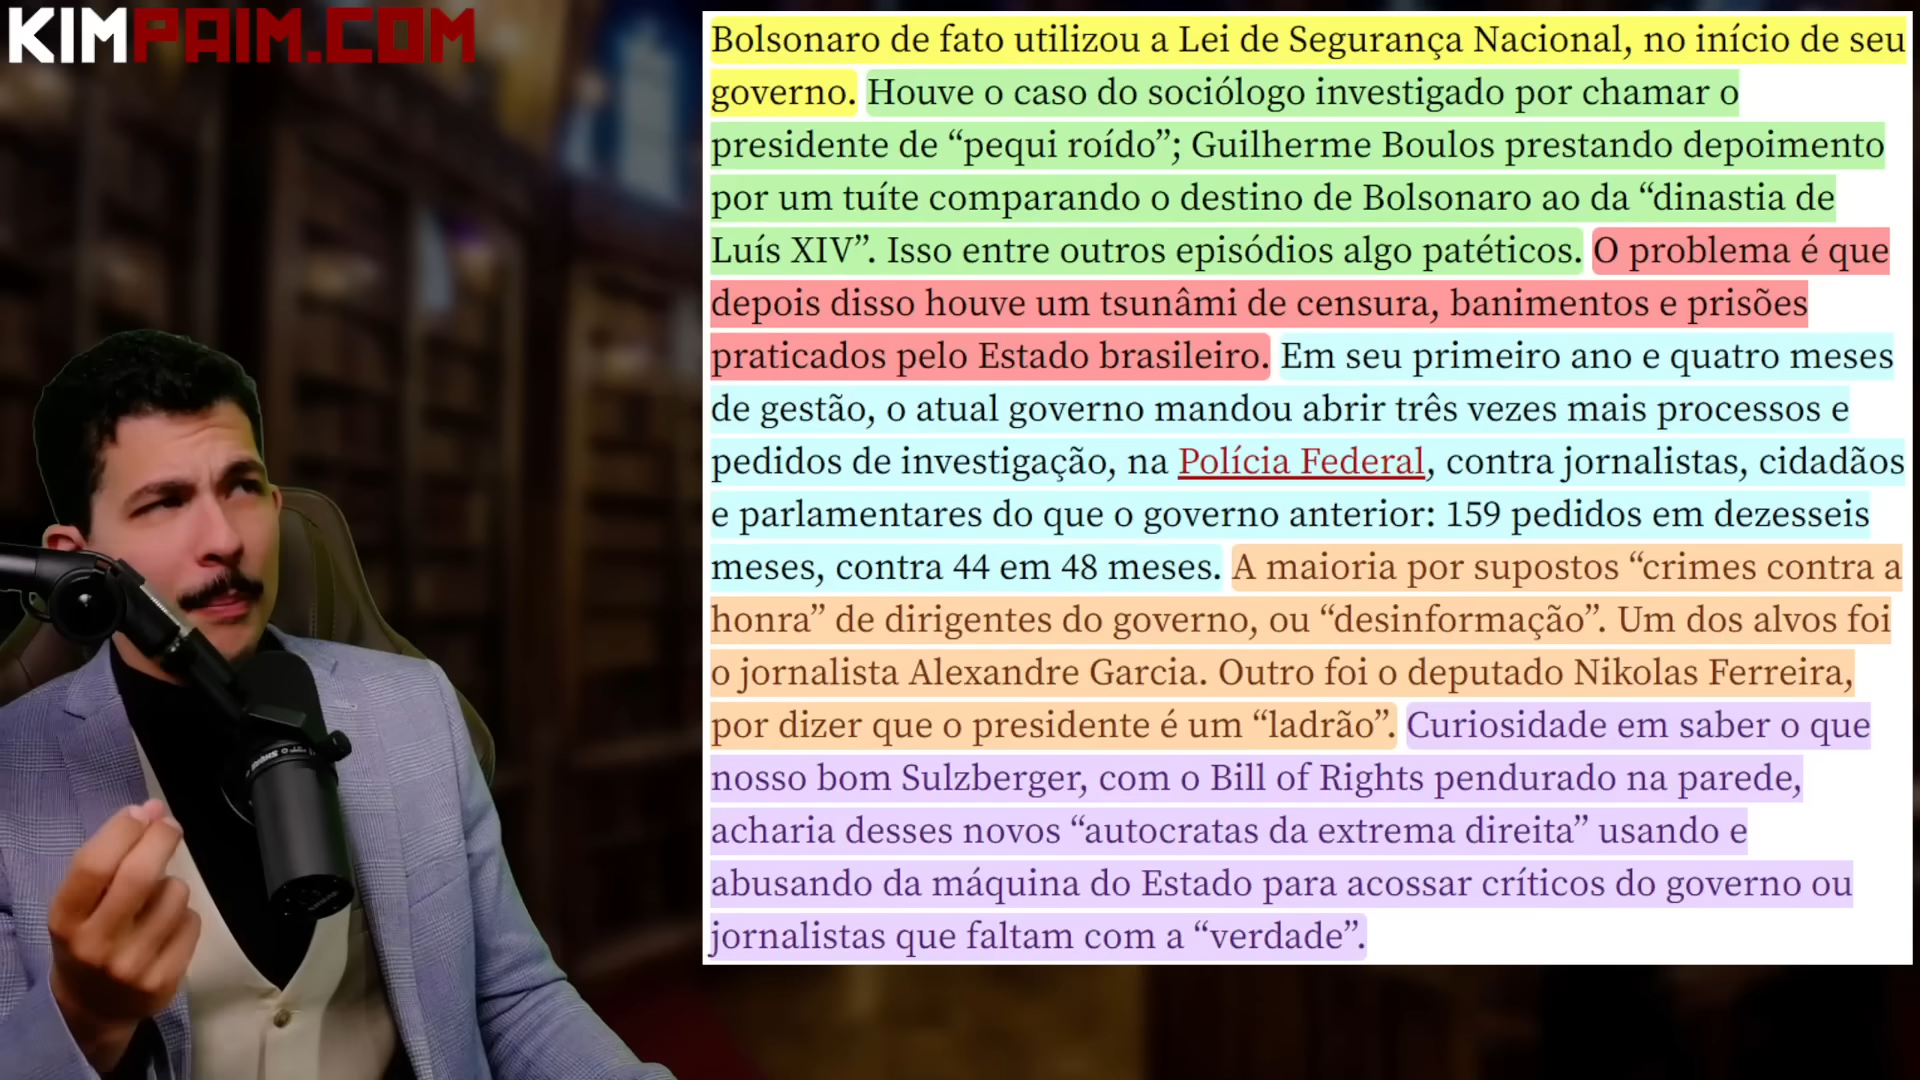 KIMPAIM.COM
Bolsonaro de fato utilizou a Lei de Segurança Nacional, no início de seu
governo. Houve o caso do sociólogo investigado por chamar o
presidente de “pequi roído”; Guilherme Boulos prestando depoimento
por um tuíte comparando o destino de Bolsonaro ao da “dinastia de
Luís XIV”. Isso entre outros episódios algo patéticos. O problema é que
depois disso houve um tsunâmi de censura, banimentos e prisões
praticados pelo Estado brasileiro. Em seu primeiro ano e quatro meses
de gestão, o atual governo mandou abrir três vezes mais processos e
pedidos de investigação, na Polícia Federal, contra jornalistas, cidadãos
e parlamentares do que o governo anterior: 159 pedidos em dezesseis
meses, contra 44 em 48 meses. A maioria por supostos “crimes contra a
honra” de dirigentes do governo, ou “desinformação”. Um dos alvos foi
o jornalista Alexandre Garcia. Outro foi o deputado Nikolas Ferreira,
por dizer que o presidente é um “ladrão”. Curiosidade em saber o que
nosso bom Sulzberger, com o Bill of Rights pendurado na parede,
acharia desses novos “autocratas da extrema direita” usando e
abusando da máquina do Estado para acossar críticos do governo ou
jornalistas que faltam com a “verdade”.